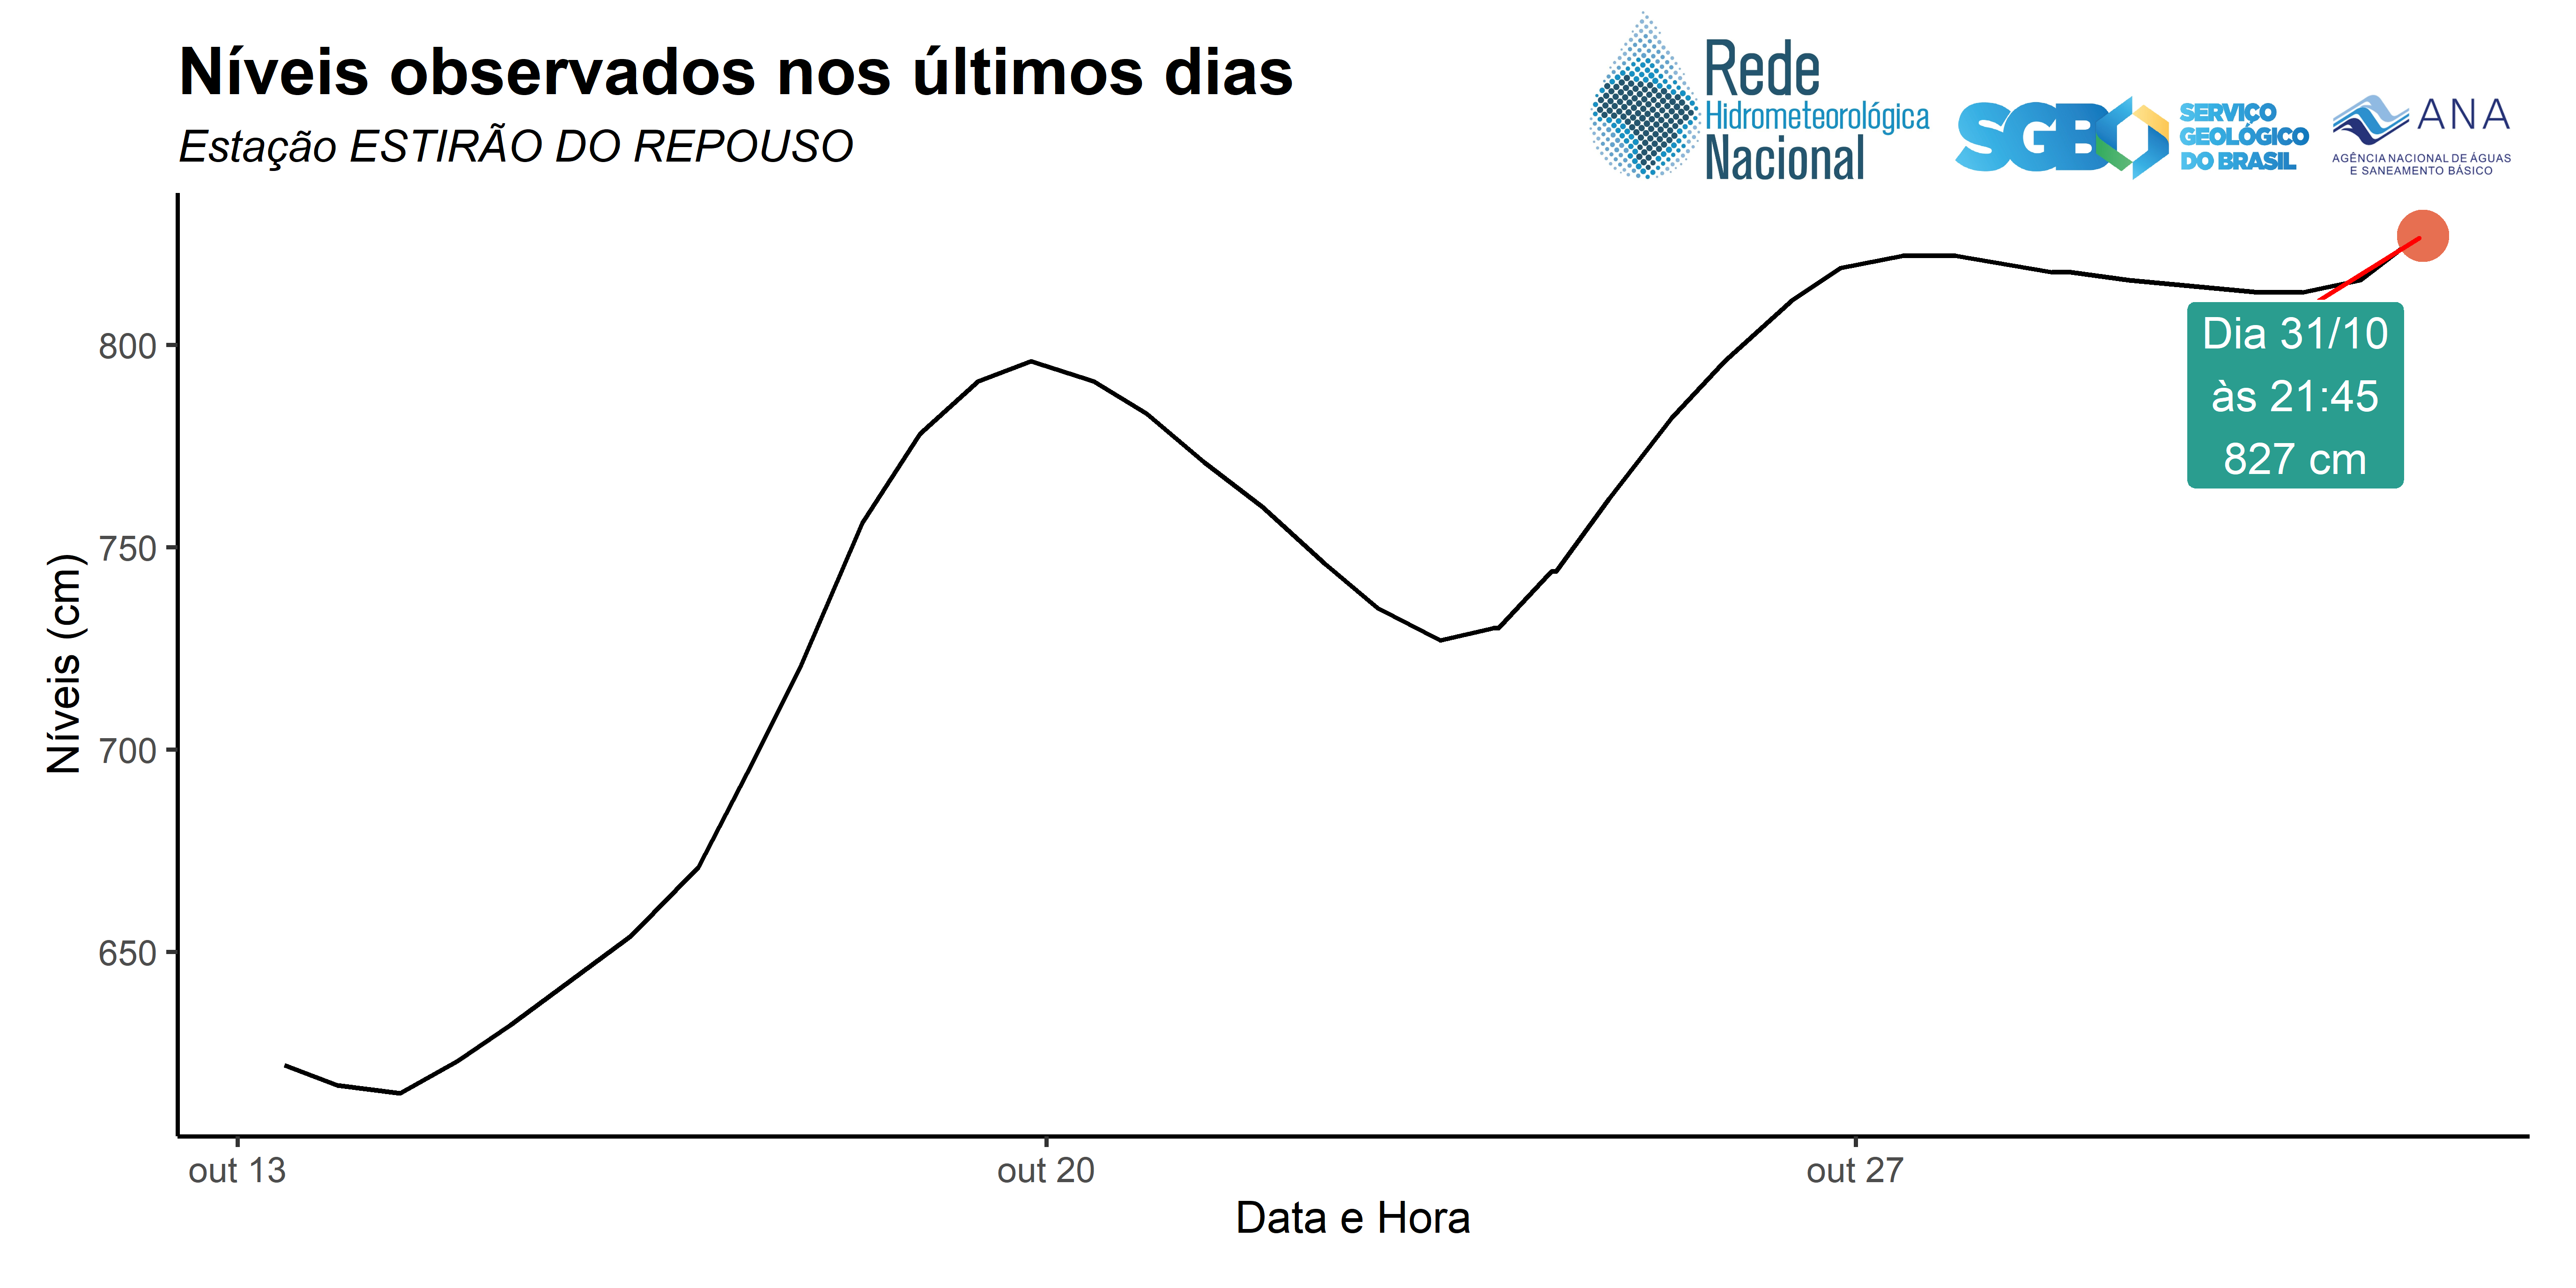 Níveis observados nos últimos dias
Estação ESTIRÃO DO REPOUSO
Rede
Hidrometeorológica
Nacional
SGB
SERVIÇO
GEOLÓGICO
DO BRASIL
ANA
AGÊNCIA NACIONAL DE ÁGUAS
E SANEAMENTO BÁSICO
Níveis (cm)
800
750
700
650
Dia 31/10
às 21:45
827 cm
out 13
out 20
out 27
Data e Hora